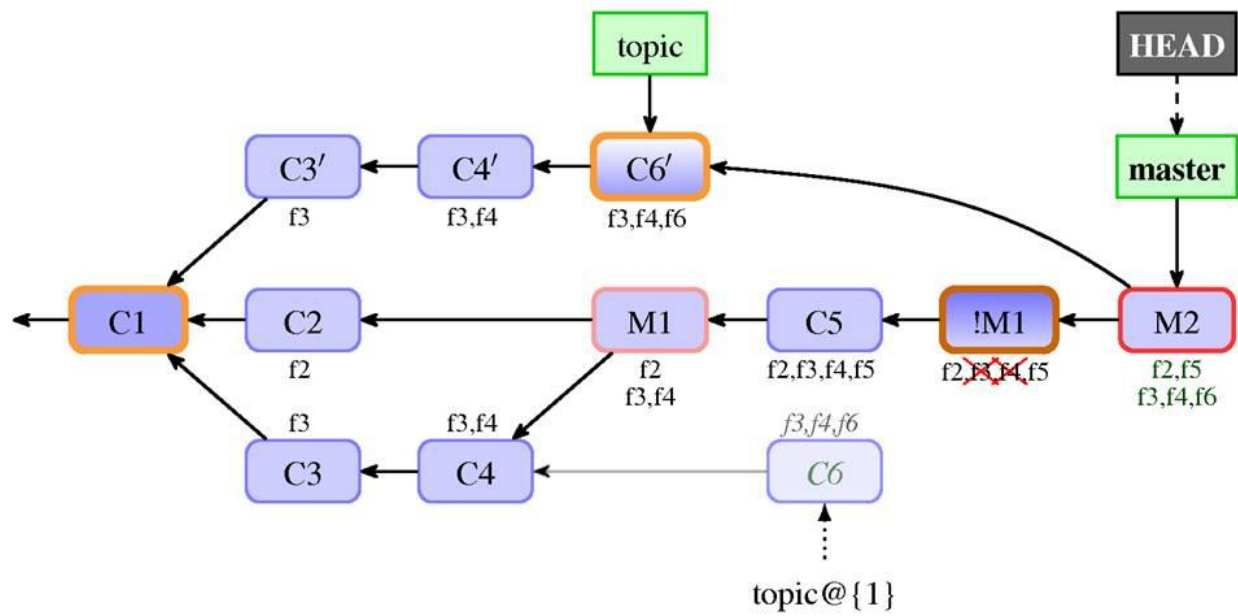 topic
HEAD
C3′
C4′
C6′
master
f3
f3,f4
f3,f4,f6
C1
C2
M1
C5
!M1
M2
f2
f2
f3,f4
f2,f3,f4,f5
f2,f3,f4,f5
f2,f5
f3,f4,f6
f3
f3,f4
f3,f4,f6
C3
C4
C6
topic@{1}